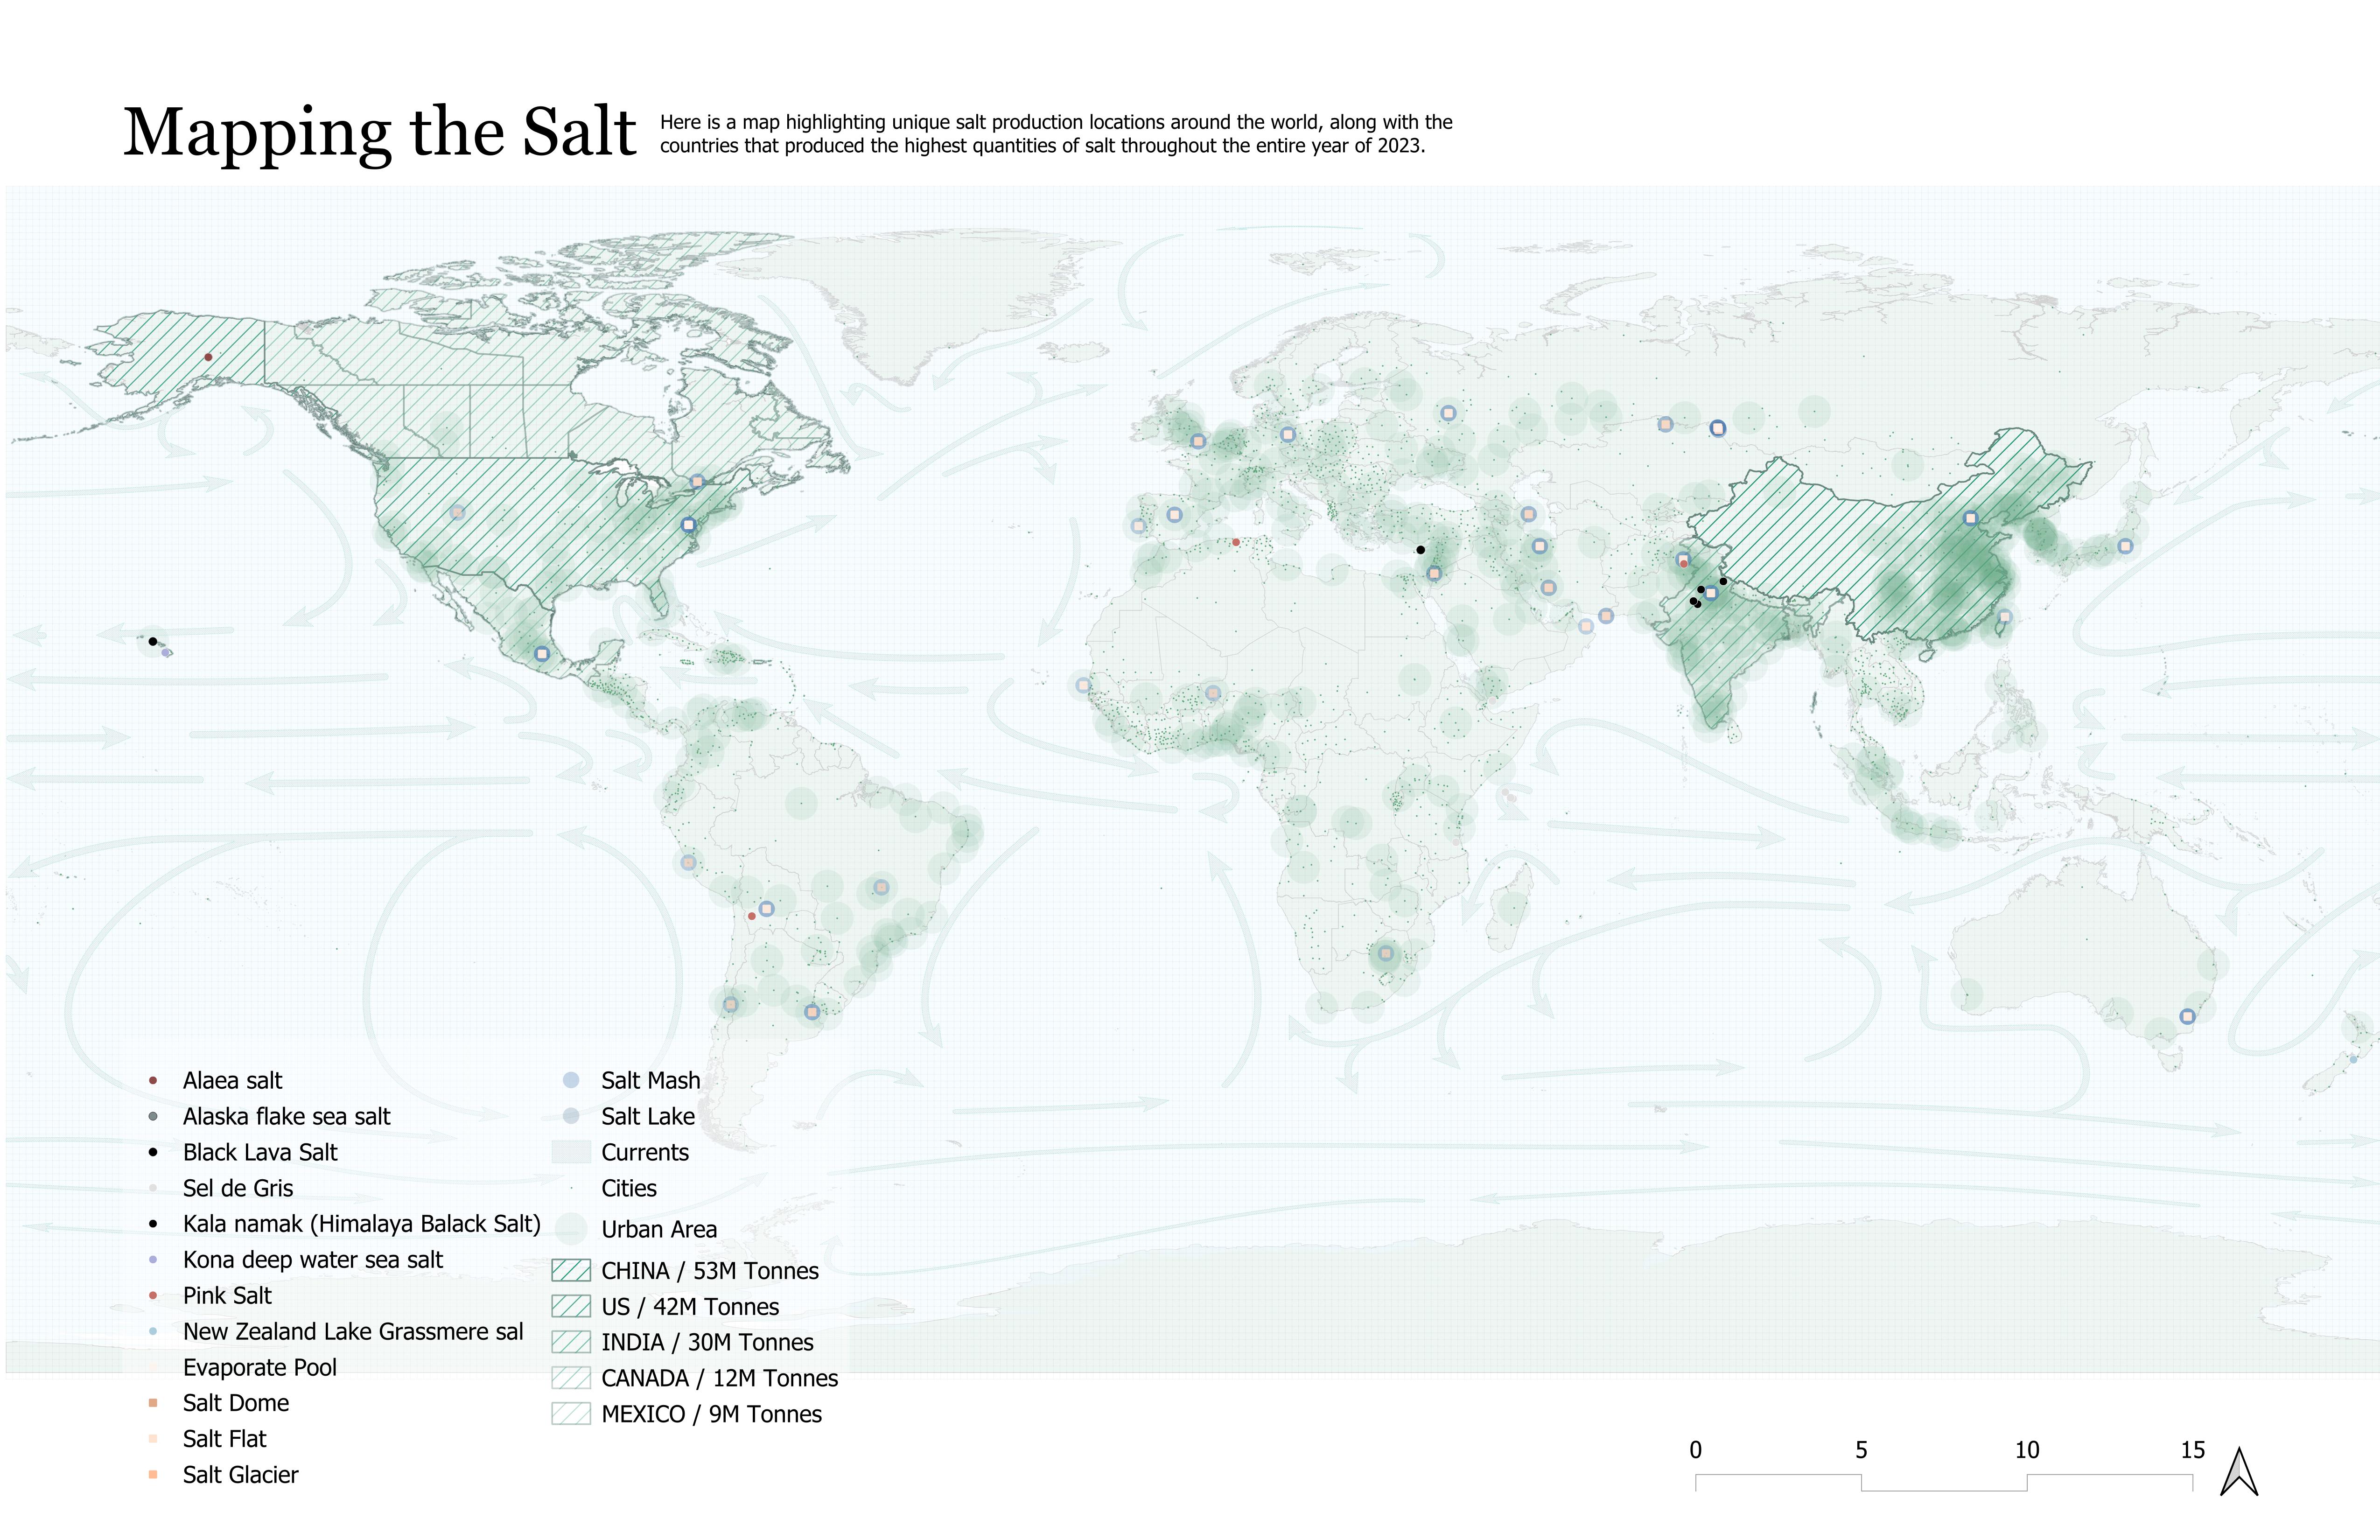 Mapping the Salt
Here is a map highlighting unique salt production locations around the world, along with the
countries that produced the highest quantities of salt throughout the entire year of 2023.
Alaea salt
Alaska flake sea salt
Black Lava Salt
Sel de Gris
Kala namak (Himalaya Balack Salt)
Kona deep water sea salt
Pink Salt
New Zealand Lake Grassmere sal
Evaporate Pool
Salt Dome
Salt Flat
Salt Glacier
Salt Mash
Salt Lake
Currents
Cities
Urban Area
CHINA / 53M Tonnes
US / 42M Tonnes
INDIA / 30M Tonnes
CANADA / 12M Tonnes
MEXICO / 9M Tonnes
0 5 10 15